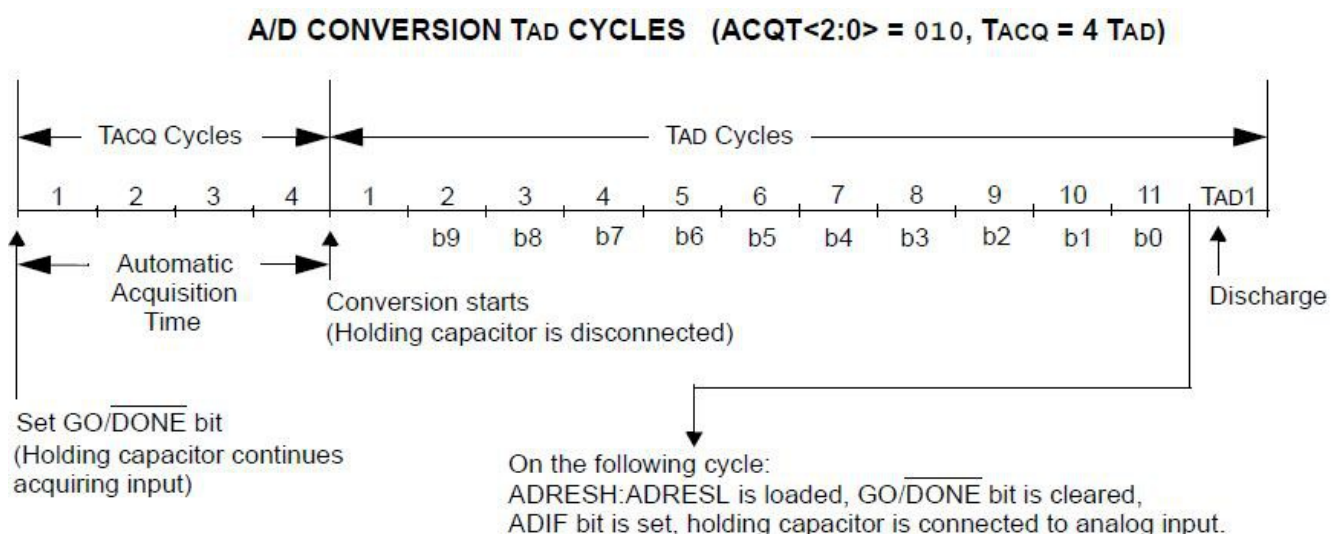 A/D CONVERSION TAD CYCLES (ACQT<2:0> = 010, TACQ = 4 TAD)
TACQ Cycles
TAD Cycles
1 2 3 4 1 2 3 4 5 6 7 8 9 10 11 TAD1
b9 b8 b7 b6 b5 b4 b3 b2 b1 b0
Automatic
Acquisition
Time
Conversion starts
(Holding capacitor is disconnected)
Discharge
Set GO/DONE bit
(Holding capacitor continues
acquiring input)
On the following cycle:
ADRESH:ADRESL is loaded, GO/DONE bit is cleared,
ADIF bit is set, holding capacitor is connected to analog input.